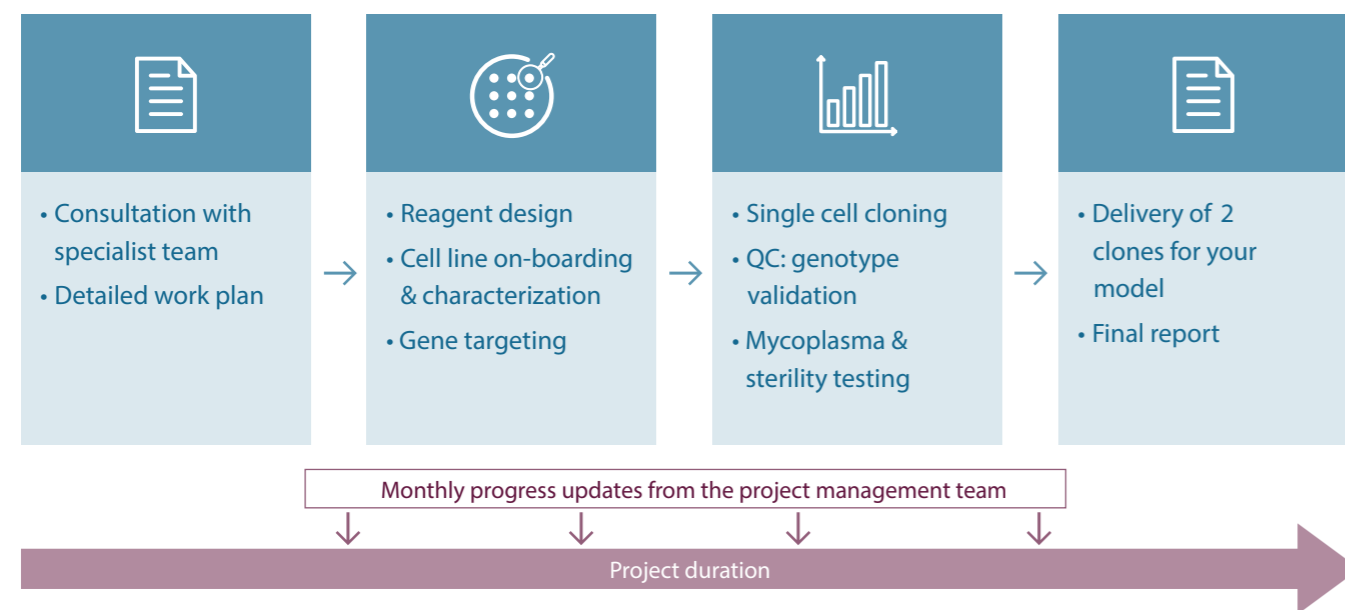 • Consultation with
specialist team
• Detailed work plan
• Reagent design
• Cell line on-boarding
& characterization
• Gene targeting
• Single cell cloning
• QC: genotype
validation
• Mycoplasma &
sterility testing
• Delivery of 2
clones for your
model
• Final report
Monthly progress updates from the project management team
Project duration